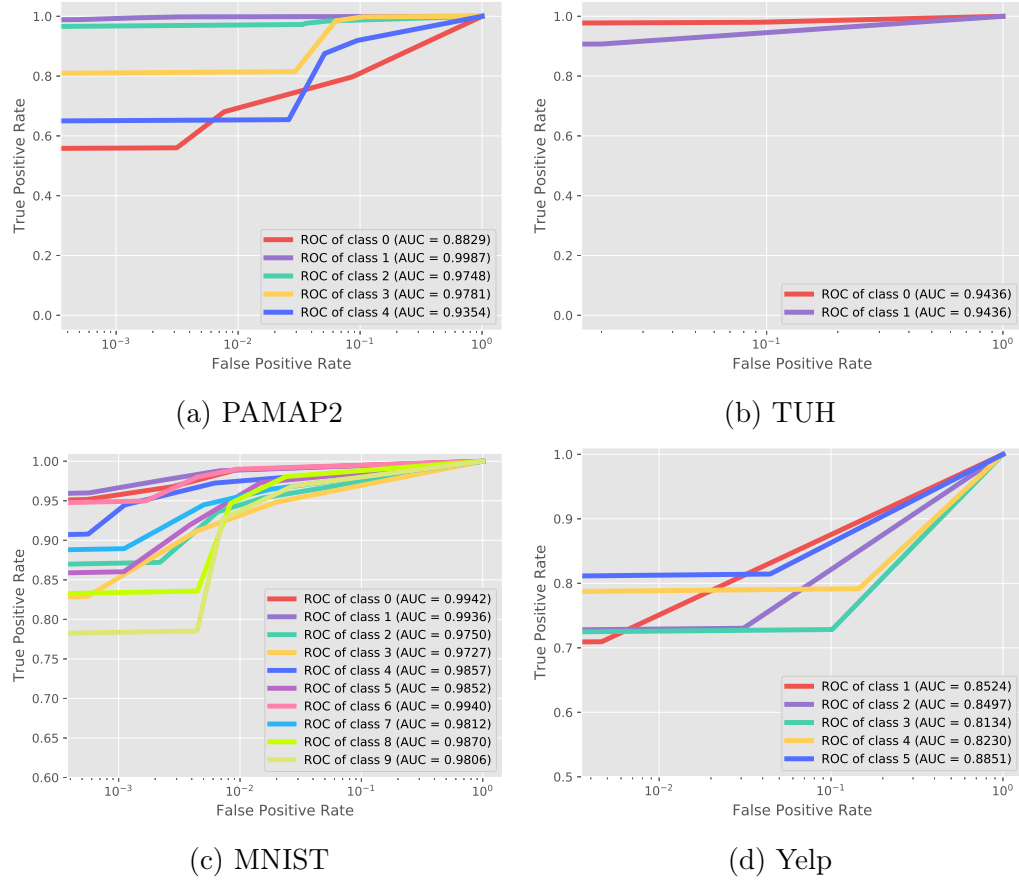 1.0
0.8
0.6
0.4
0.2
0.0
True Positive Rate
ROC of class 0 (AUC = 0.8829)
ROC of class 1 (AUC = 0.9987)
ROC of class 2 (AUC = 0.9748)
ROC of class 3 (AUC = 0.9781)
ROC of class 4 (AUC = 0.9354)
10⁻³ 10⁻² 10⁻¹ 10⁰
False Positive Rate
(a) PAMAP2
1.0
0.8
0.6
0.4
0.2
0.0
True Positive Rate
ROC of class 0 (AUC = 0.9436)
ROC of class 1 (AUC = 0.9436)
10⁻¹ 10⁰
False Positive Rate
(b) TUH
1.00
0.95
0.90
0.85
0.80
0.75
0.70
0.65
0.60
True Positive Rate
ROC of class 0 (AUC = 0.9942)
ROC of class 1 (AUC = 0.9936)
ROC of class 2 (AUC = 0.9750)
ROC of class 3 (AUC = 0.9727)
ROC of class 4 (AUC = 0.9857)
ROC of class 5 (AUC = 0.9852)
ROC of class 6 (AUC = 0.9940)
ROC of class 7 (AUC = 0.9812)
ROC of class 8 (AUC = 0.9870)
ROC of class 9 (AUC = 0.9806)
10⁻³ 10⁻² 10⁻¹ 10⁰
False Positive Rate
(c) MNIST
1.0
0.9
0.8
0.7
0.6
0.5
True Positive Rate
ROC of class 1 (AUC = 0.8524)
ROC of class 2 (AUC = 0.8497)
ROC of class 3 (AUC = 0.8134)
ROC of class 4 (AUC = 0.8230)
ROC of class 5 (AUC = 0.8851)
10⁻² 10⁻¹ 10⁰
False Positive Rate
(d) Yelp